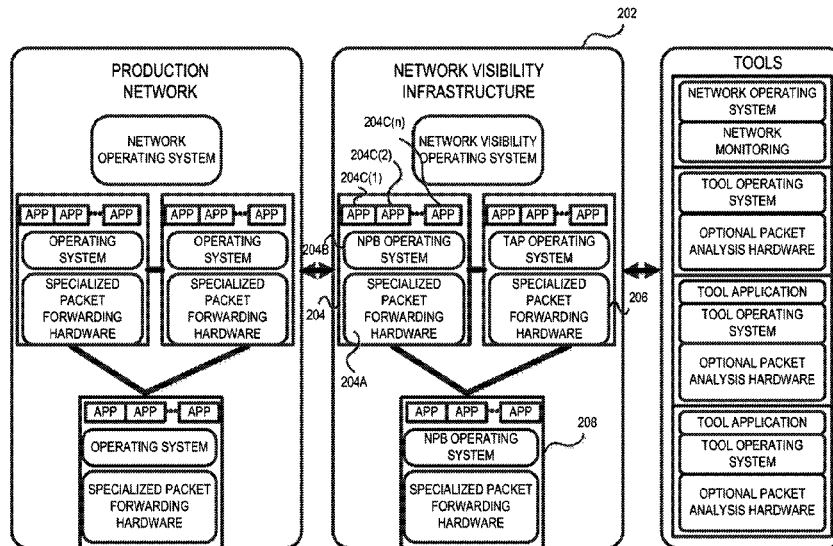 202
PRODUCTION
NETWORK
NETWORK
OPERATING SYSTEM
APP APP APP
OPERATING
SYSTEM
SPECIALIZED
PACKET
FORWARDING
HARDWARE
APP APP APP
OPERATING
SYSTEM
SPECIALIZED
PACKET
FORWARDING
HARDWARE
APP APP APP
OPERATING SYSTEM
SPECIALIZED PACKET
FORWARDING
HARDWARE
NETWORK VISIBILITY
INFRASTRUCTURE
204C(n)
204C(2)
204C(1)
NETWORK VISIBILITY
OPERATING SYSTEM
APP APP APP
204B
NPB OPERATING
SYSTEM
204
SPECIALIZED
PACKET
FORWARDING
HARDWARE
204A
APP APP APP
TAP OPERATING
SYSTEM
SPECIALIZED
PACKET
FORWARDING
HARDWARE
206
APP APP APP
208
NPB OPERATING
SYSTEM
SPECIALIZED PACKET
FORWARDING
HARDWARE
TOOLS
NETWORK OPERATING
SYSTEM
NETWORK
MONITORING
TOOL OPERATING
SYSTEM
OPTIONAL PACKET
ANALYSIS HARDWARE
TOOL APPLICATION
TOOL OPERATING
SYSTEM
OPTIONAL PACKET
ANALYSIS HARDWARE
TOOL APPLICATION
TOOL OPERATING
SYSTEM
OPTIONAL PACKET
ANALYSIS HARDWARE